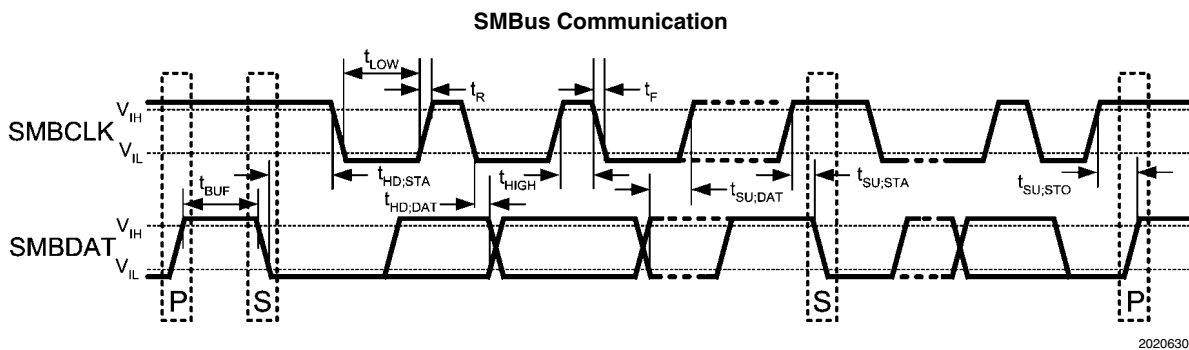 SMBus Communication
tLOW
tR
tF
VIH
SMBCLK
VIL
tBUF
tHD;STA
tHD;DAT
tHIGH
tSU;DAT
tSU;STA
tSU;STO
VIH
SMBDAT
VIL
P
S
S
P
2020630